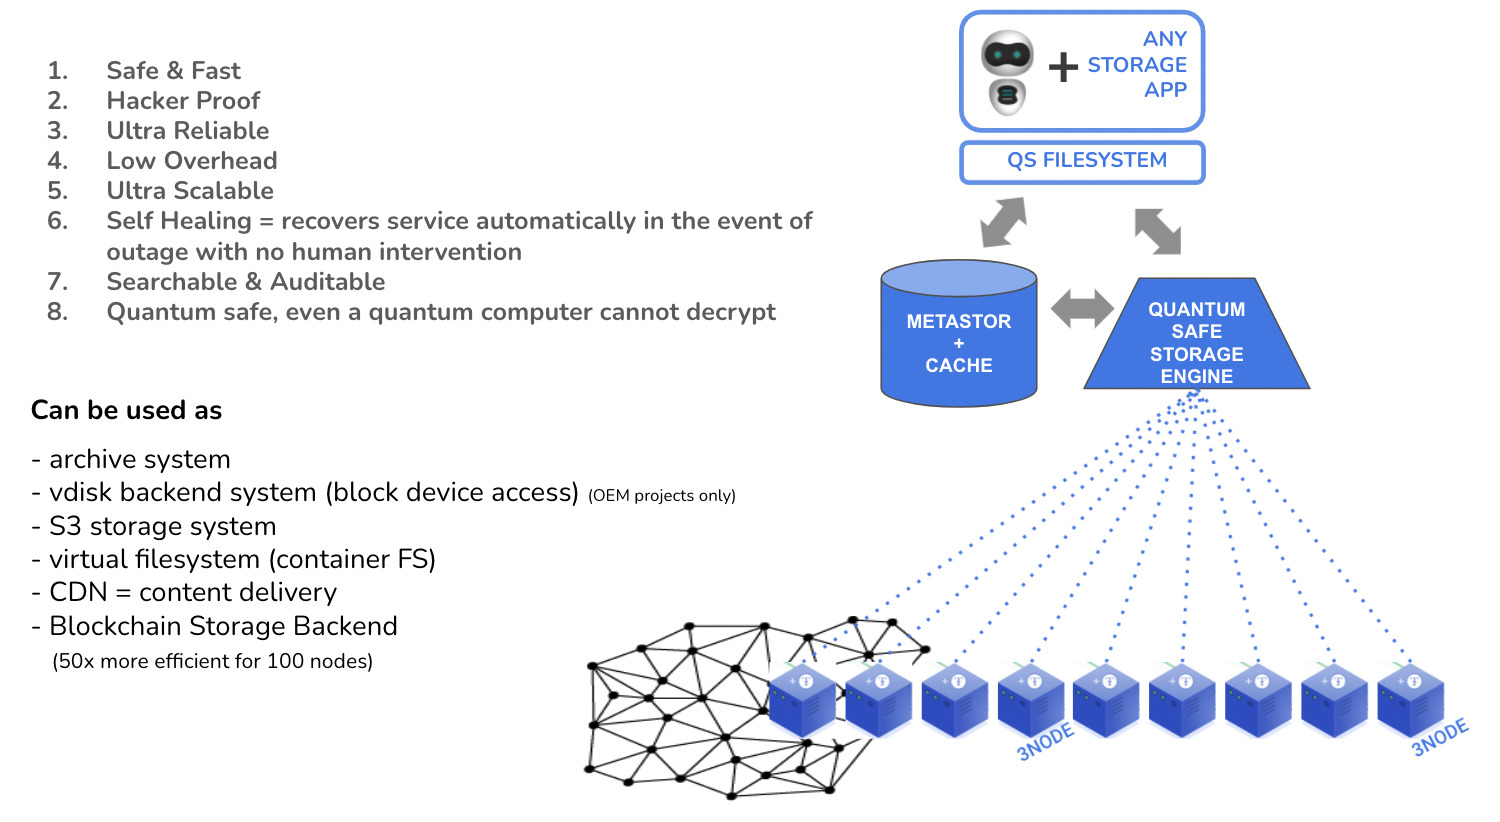 1. Safe & Fast
2. Hacker Proof
3. Ultra Reliable
4. Low Overhead
5. Ultra Scalable
6. Self Healing = recovers service automatically in the event of
outage with no human intervention
7. Searchable & Auditable
8. Quantum safe, even a quantum computer cannot decrypt
Can be used as
- archive system
- vdisk backend system (block device access) (OEM projects only)
- S3 storage system
- virtual filesystem (container FS)
- CDN = content delivery
- Blockchain Storage Backend
(50x more efficient for 100 nodes)
+
ANY
STORAGE
APP
QS FILESYSTEM
METASTOR
+
CACHE
QUANTUM
SAFE
STORAGE
ENGINE
3NODE
3NODE